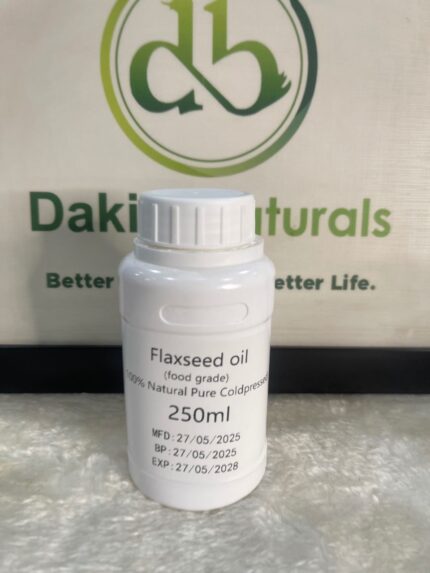 db
Daki aturals
Better etter Life.
Flaxseed oil
(food grade)
100% Natural Pure Coldpressed
250ml
MFD:27/05/2025
BP:27/05/2025
EXP:27/05/2028